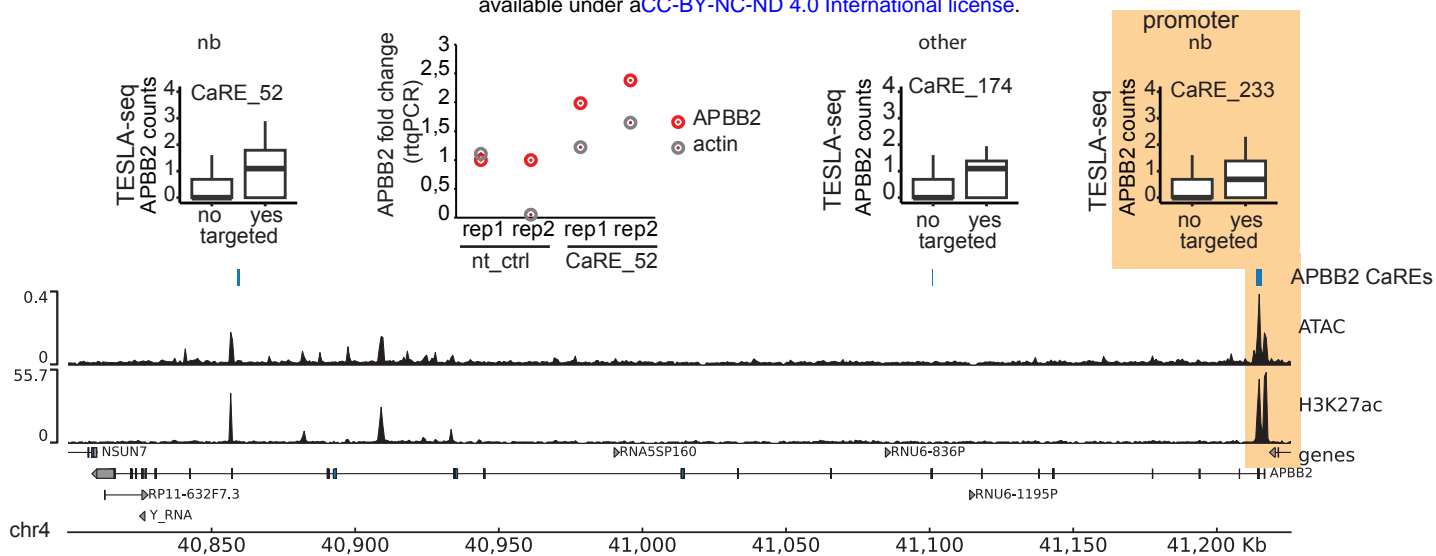 available under aCC-BY-NC-ND 4.0 International license.
nb
TESLA-seq
APBB2 counts
4
3
2
1
0
CaRE_52
no yes
targeted
APBB2 fold change
(rtqPCR)
3
2,5
2
1,5
1
0,5
0
rep1 rep2 rep1 rep2
nt_ctrl CaRE_52
APBB2
actin
other
TESLA-seq
APBB2 counts
4
3
2
1
0
CaRE_174
no yes
targeted
promoter
nb
TESLA-seq
APBB2 counts
4
3
2
1
0
CaRE_233
no yes
targeted
APBB2 CaREs
0.4
0
ATAC
55.7
0
H3K27ac
genes
NSUN7
RNA5SP160
RNU6-836P
APBB2
RP11-632F7.3
RNU6-1195P
Y_RNA
chr4
40,850 40,900 40,950 41,000 41,050 41,100 41,150 41,200 Kb